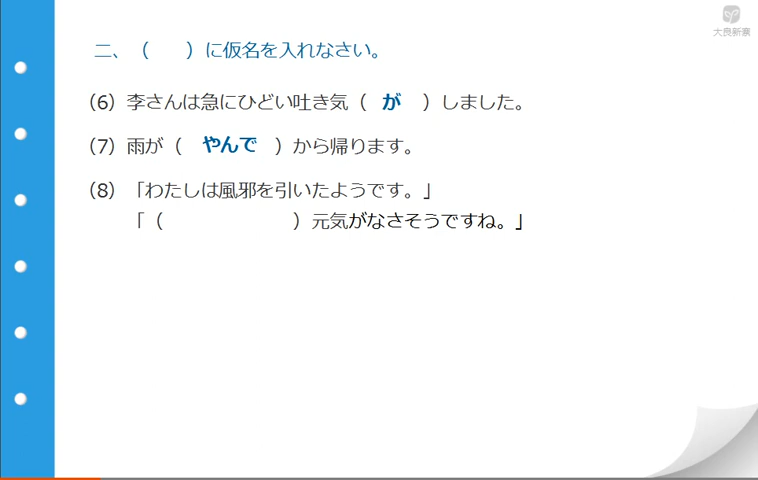 大良新寨
二、（　　）に仮名を入れなさい。
（6）李さんは急にひどい吐き気（　が　）しました。
（7）雨が（　やんで　）から帰ります。
（8）「わたしは風邪を引いたようです。」
「（　　　　　　　）元気がなさそうですね。」